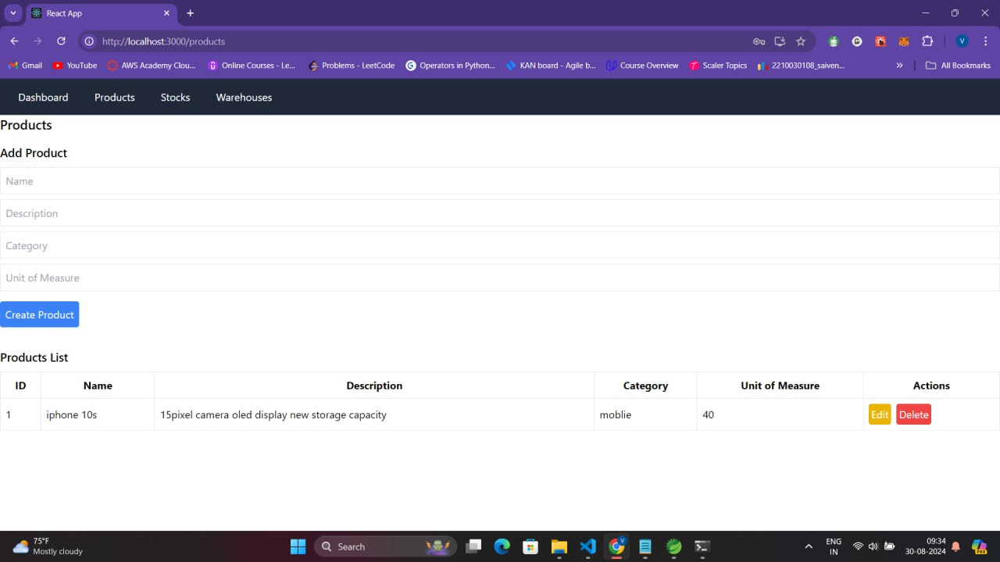 React App
http://localhost:3000/products
V
Gmail YouTube AWS Academy Clou... Online Courses - Le... Problems - LeetCode Operators in Python... KAN board - Agile b... Course Overview Scaler Topics 2210030108_saiven... All Bookmarks
Dashboard Products Stocks Warehouses
Products
Add Product
Name
Description
Category
Unit of Measure
Create Product
Products List
ID Name Description Category Unit of Measure Actions
1 iphone 10s 15pixel camera oled display new storage capacity moblie 40 Edit Delete
75°F
Mostly cloudy
Search
ENG
IN
09:34
30-08-2024